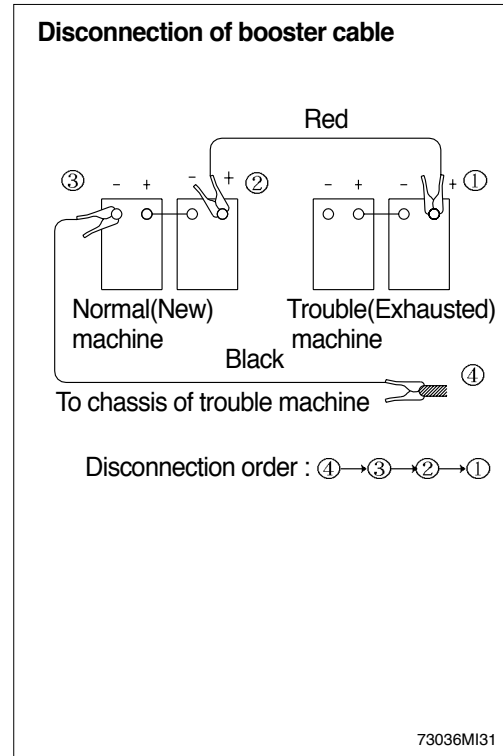 Disconnection of booster cable
Red
③ - + - + ② - + - + ①
Normal(New) Trouble(Exhausted)
machine machine
Black
④
To chassis of trouble machine
Disconnection order : ④→③→②→①
73036MI31